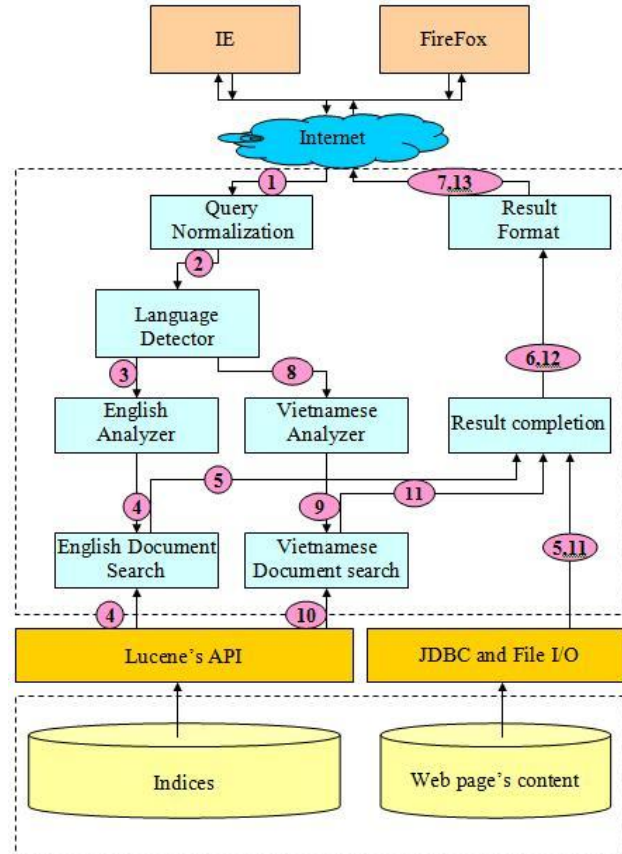 IE
FireFox
Internet
1
7.13
Query
Normalization
Result
Format
2
Language
Detector
3
8
6.12
English
Analyzer
Vietnamese
Analyzer
Result completion
5
11
4
9
5.11
English Document
Search
Vietnamese
Document search
4
10
Lucene's API
JDBC and File I/O
Indices
Web page's content